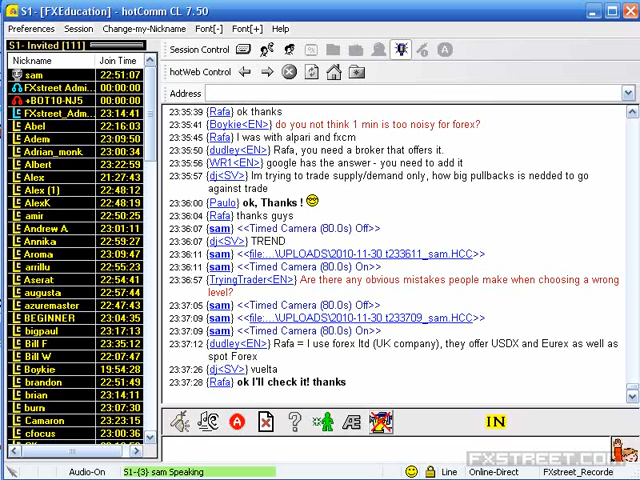 S1- [FXEducation] - hotComm CL 7.50
Preferences Session Change-my-Nickname Font[-] Font[+] Help
S1- Invited [111]
Session Control
Nickname Join Time
hotWeb Control
Address
sam 22:51:07
FXstreet Admi... 00:00:00
+BOT10-NJ5 00:00:00
FXstreet_Adm... 23:14:41
Abel 22:16:03
Adem 23:09:50
Adrian_monk 23:00:34
Albert 23:22:59
Alex 21:27:43
Alex (1) 22:48:12
AlexK 22:48:19
amir 22:50:25
Andrew A 23:01:11
Annika 22:59:27
Aroma 23:09:47
arrillu 22:55:23
Aserat 22:54:41
augusta 22:57:42
azuremaster 22:47:43
BEGINNER 23:04:35
bigpaul 23:17:13
Bill F 23:35:12
Bill W 22:07:47
Boykie 19:54:28
brandon 22:51:49
brian 23:14:11
burn 23:07:30
Camaron 23:23:15
cfocus 23:00:36
23:35:39 {Rafa} ok thanks
23:35:41 {Boykie<EN>} do you not think 1 min is too noisy for forex?
23:35:45 {Rafa} I was with alpari and fxcm
23:35:50 {dudley<EN>} Rafa, you need a broker that offers it.
23:35:56 {WR1<EN>} google has the answer - you need to add it
23:35:57 {dj<SV>} Im trying to trade supply/demand only, how big pullbacks is nedded to go
against trade
23:36:00 {Paulo} ok, Thanks !
23:36:04 {Rafa} thanks guys
23:36:07 {sam} <<Timed Camera (80.0s) Off>>
23:36:07 {dj<SV>} TREND
23:36:11 {sam} <<file:...\UPLOADS\2010-11-30 t233611_sam.HCC>>
23:36:11 {sam} <<Timed Camera (80.0s) On>>
23:36:57 {TryingTrader<EN>} Are there any obvious mistakes people make when choosing a wrong
level?
23:37:05 {sam} <<Timed Camera (80.0s) Off>>
23:37:09 {sam} <<file:...\UPLOADS\2010-11-30 t233709_sam.HCC>>
23:37:09 {sam} <<Timed Camera (80.0s) On>>
23:37:12 {dudley<EN>} Rafa = I use forex ltd (UK company), they offer USDX and Eurex as well as
spot Forex
23:37:26 {dj<SV>} vuelta
23:37:28 {Rafa} ok I'll check it! thanks
IN
FXSTREET.COM
Audio-On S1-{3} sam Speaking Line Online-Direct FXstreet_Recorde